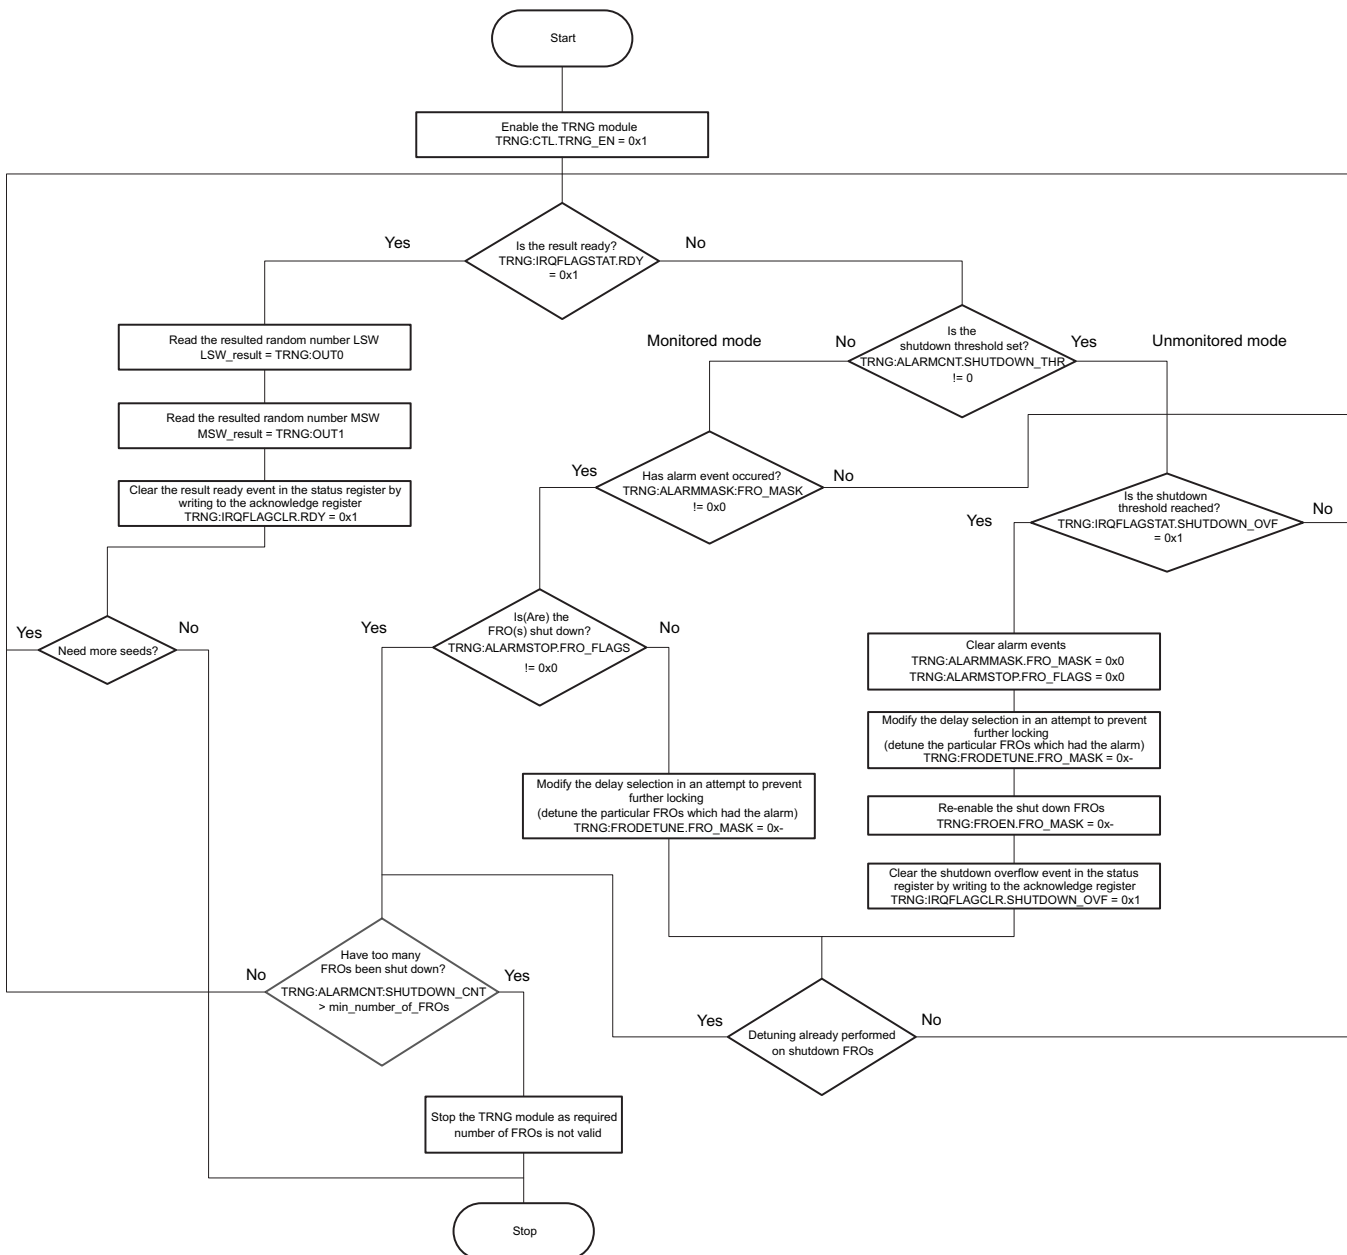 Start
Enable the TRNG module
TRNG:CTL.TRNG_EN = 0x1
Yes
Is the result ready?
TRNG:IRQFLAGSTAT.RDY
= 0x1
No
Read the resulted random number LSW
LSW_result = TRNG:OUT0
Monitored mode
No
Is the
shutdown threshold set?
TRNG:ALARMCNT.SHUTDOWN_THR
!= 0
Yes
Unmonitored mode
Read the resulted random number MSW
MSW_result = TRNG:OUT1
Clear the result ready event in the status register by
writing to the acknowledge register
TRNG:IRQFLAGCLR.RDY = 0x1
Yes
Has alarm event occured?
TRNG:ALARMMASK:FRO_MASK
!= 0x0
No
Yes
Is the shutdown
threshold reached?
TRNG:IRQFLAGSTAT.SHUTDOWN_OVF
= 0x1
No
Yes
Need more seeds?
No
Yes
Is(Are) the
FRO(s) shut down?
TRNG:ALARMSTOP.FRO_FLAGS
!= 0x0
No
Clear alarm events
TRNG:ALARMMASK.FRO_MASK = 0x0
TRNG:ALARMSTOP.FRO_FLAGS = 0x0
Modify the delay selection in an attempt to prevent
further locking
(detune the particular FROs which had the alarm)
TRNG:FRODETUNE.FRO_MASK = 0x-
Modify the delay selection in an attempt to prevent
further locking
(detune the particular FROs which had the alarm)
TRNG:FRODETUNE.FRO_MASK = 0x-
Re-enable the shut down FROs
TRNG:FROEN.FRO_MASK = 0x-
Clear the shutdown overflow event in the status
register by writing to the acknowledge register
TRNG:IRQFLAGCLR.SHUTDOWN_OVF = 0x1
No
Have too many
FROs been shut down?
TRNG:ALARMCNT:SHUTDOWN_CNT
> min_number_of_FROs
Yes
Yes
Detuning already performed
on shutdown FROs
No
Stop the TRNG module as required
number of FROs is not valid
Stop